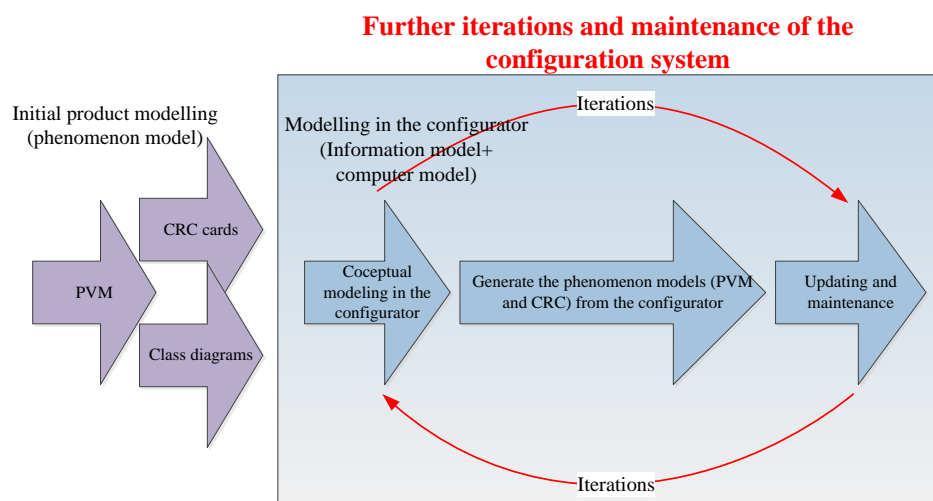 Further iterations and maintenance of the
configuration system
Initial product modelling
(phenomenon model)
PVM
CRC cards
Class diagrams
Iterations
Modelling in the configurator
(Information model+
computer model)
Coceptual
modeling in the
configurator
Generate the phenomenon models (PVM
and CRC) from the configurator
Updating and
maintenance
Iterations